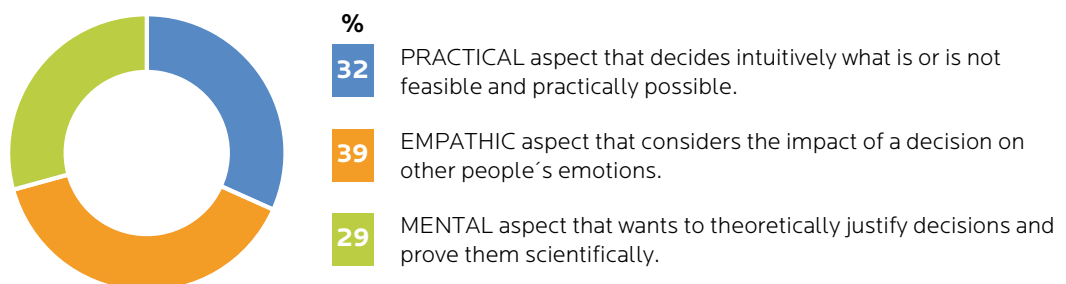 %
32 PRACTICAL aspect that decides intuitively what is or is not
feasible and practically possible.
39 EMPATHIC aspect that considers the impact of a decision on
other people´s emotions.
29 MENTAL aspect that wants to theoretically justify decisions and
prove them scientifically.